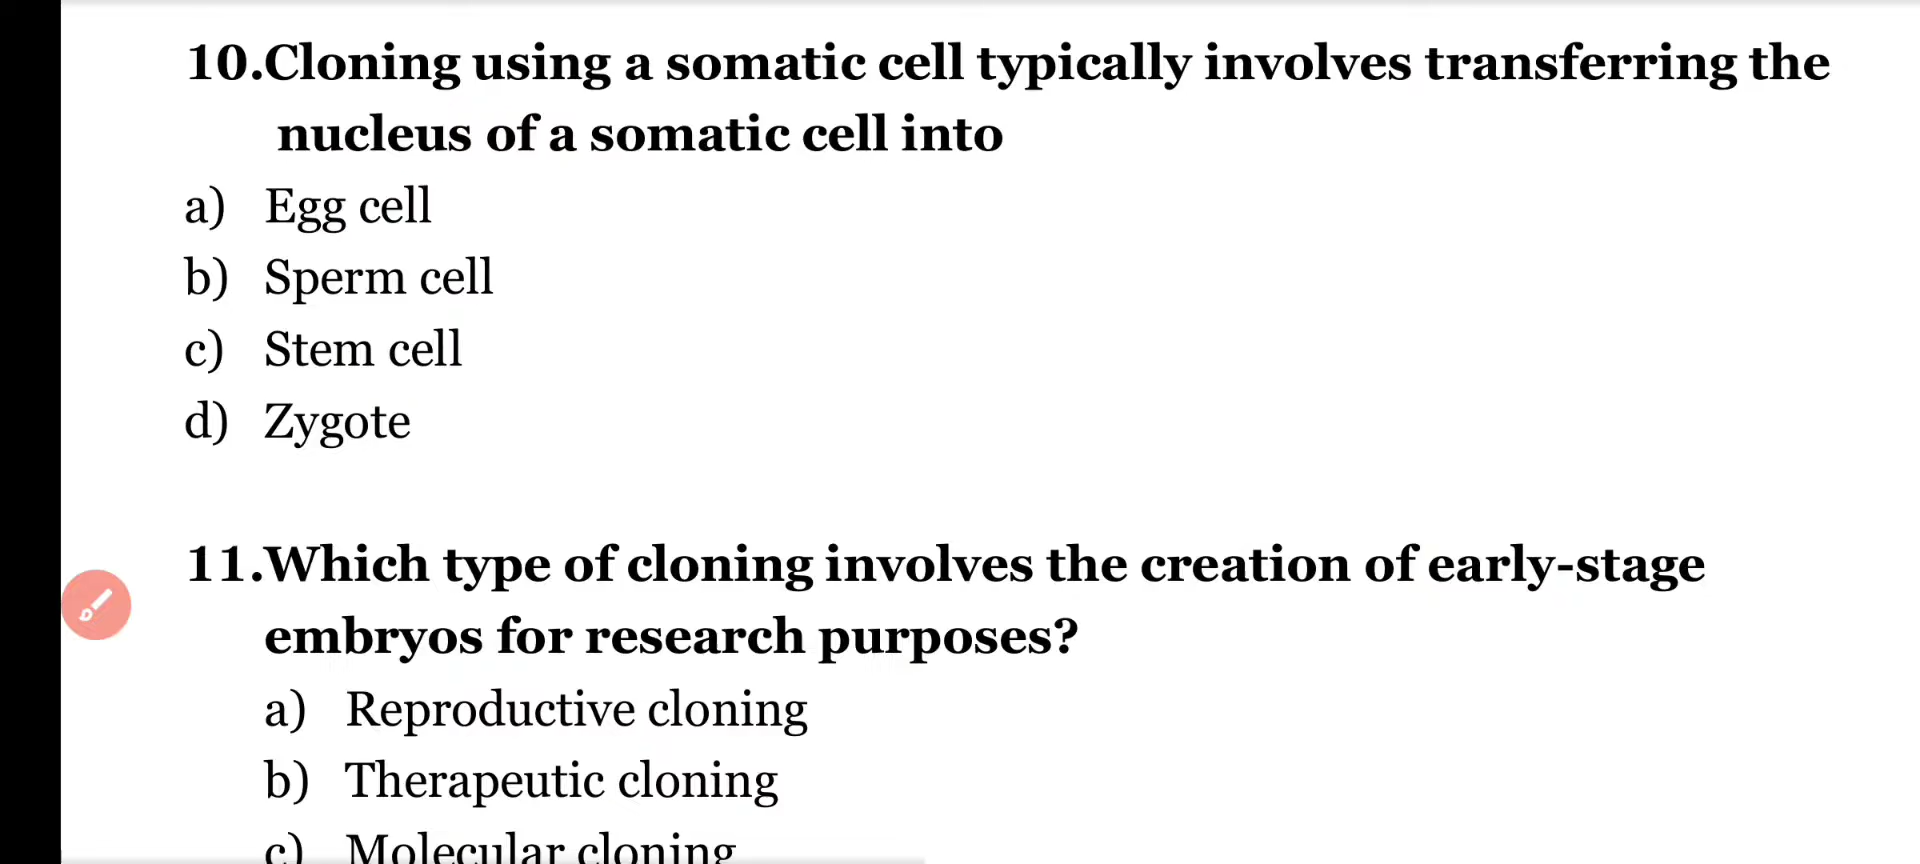 10.Cloning using a somatic cell typically involves transferring the
nucleus of a somatic cell into
a) Egg cell
b) Sperm cell
c) Stem cell
d) Zygote
11.Which type of cloning involves the creation of early-stage
embryos for research purposes?
a) Reproductive cloning
b) Therapeutic cloning
c) Molecular cloning